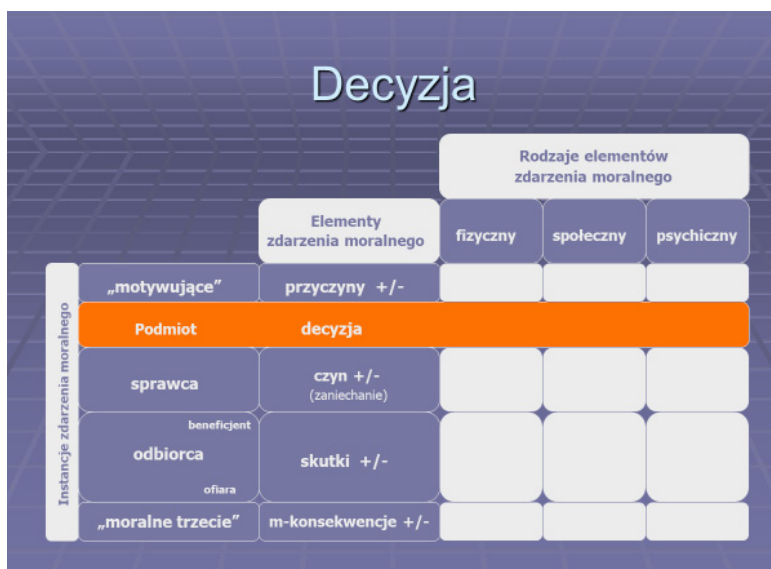 Decyzja
Rodzaje elementów
zdarzenia moralnego
Elementy
zdarzenia moralnego
fizyczny
społeczny
psychiczny
Instancje zdarzenia moralnego
„motywujące”
przyczyny +/-
Podmiot
decyzja
sprawca
czyn +/-
(zaniechanie)
beneficjent
odbiorca
ofiara
skutki +/-
„moralne trzecie”
m-konsekwencje +/-